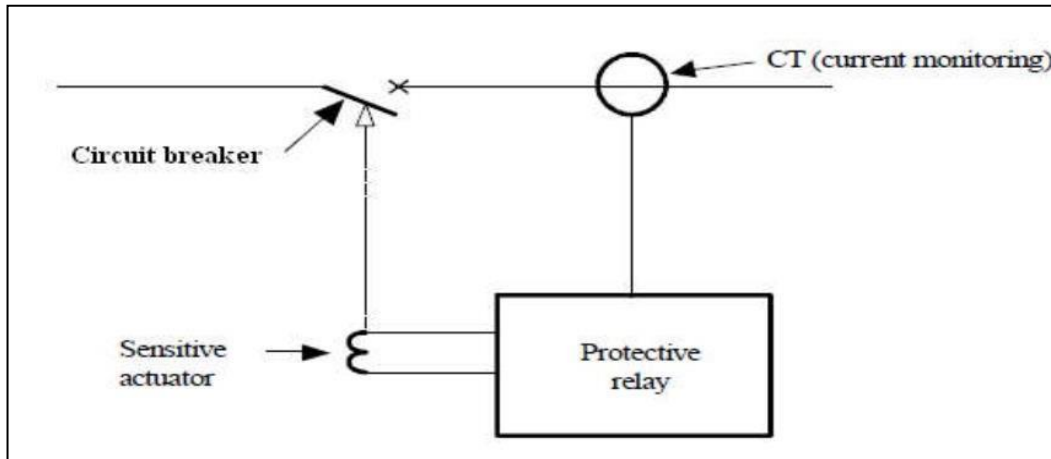 CT (current monitoring)
Circuit breaker
Sensitive
actuator
Protective
relay